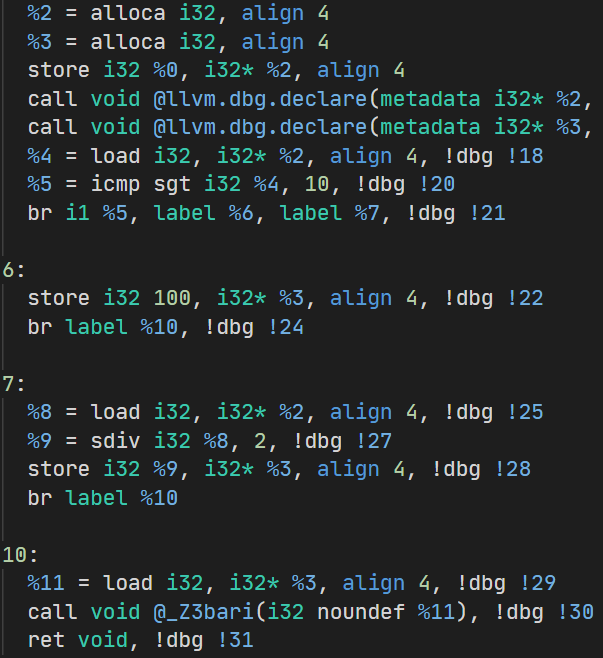 %2 = alloca i32, align 4
%3 = alloca i32, align 4
store i32 %0, i32* %2, align 4
call void @llvm.dbg.declare(metadata i32* %2,
call void @llvm.dbg.declare(metadata i32* %3,
%4 = load i32, i32* %2, align 4, !dbg !18
%5 = icmp sgt i32 %4, 10, !dbg !20
br i1 %5, label %6, label %7, !dbg !21
6:
store i32 100, i32* %3, align 4, !dbg !22
br label %10, !dbg !24
7:
%8 = load i32, i32* %2, align 4, !dbg !25
%9 = sdiv i32 %8, 2, !dbg !27
store i32 %9, i32* %3, align 4, !dbg !28
br label %10
10:
%11 = load i32, i32* %3, align 4, !dbg !29
call void @_Z3bari(i32 noundef %11), !dbg !30
ret void, !dbg !31